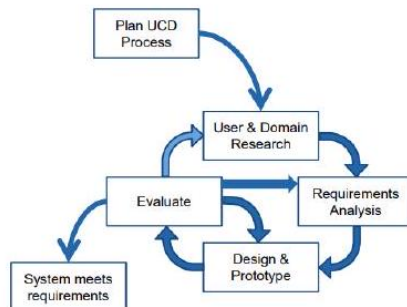 Plan UCD
Process
User & Domain
Research
Evaluate
Requirements
Analysis
Design &
Prototype
System meets
requirements